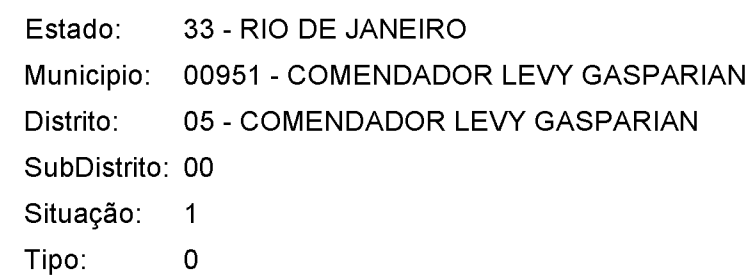 Estado: 33 - RIO DE JANEIRO
Municipio: 00951 - COMENDADOR LEVY GASPARIAN
Distrito: 05 - COMENDADOR LEVY GASPARIAN
SubDistrito: 00
Situação: 1
Tipo: 0